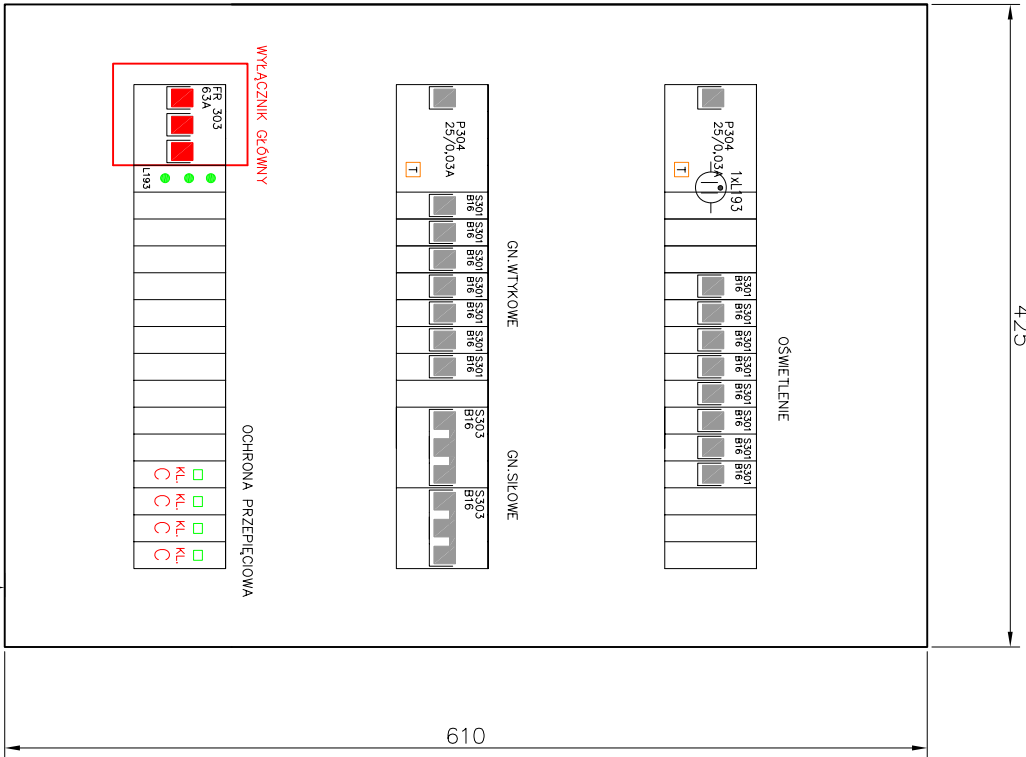 OŚWIETLENIE
P304
25/0,03A
1xL193
T
S301
B16
S301
B16
S301
B16
S301
B16
S301
B16
S301
B16
S301
B16
S301
B16
GN.WTYKOWE
GN.SIŁOWE
P304
25/0,03A
T
S301
B16
S301
B16
S301
B16
S301
B16
S301
B16
S301
B16
S301
B16
S303
B16
S303
B16
WYŁĄCZNIK GŁÓWNY
OCHRONA PRZEPIĘCIOWA
FR 303
63A
L193
KL.
C
KL.
C
KL.
C
KL.
C
610